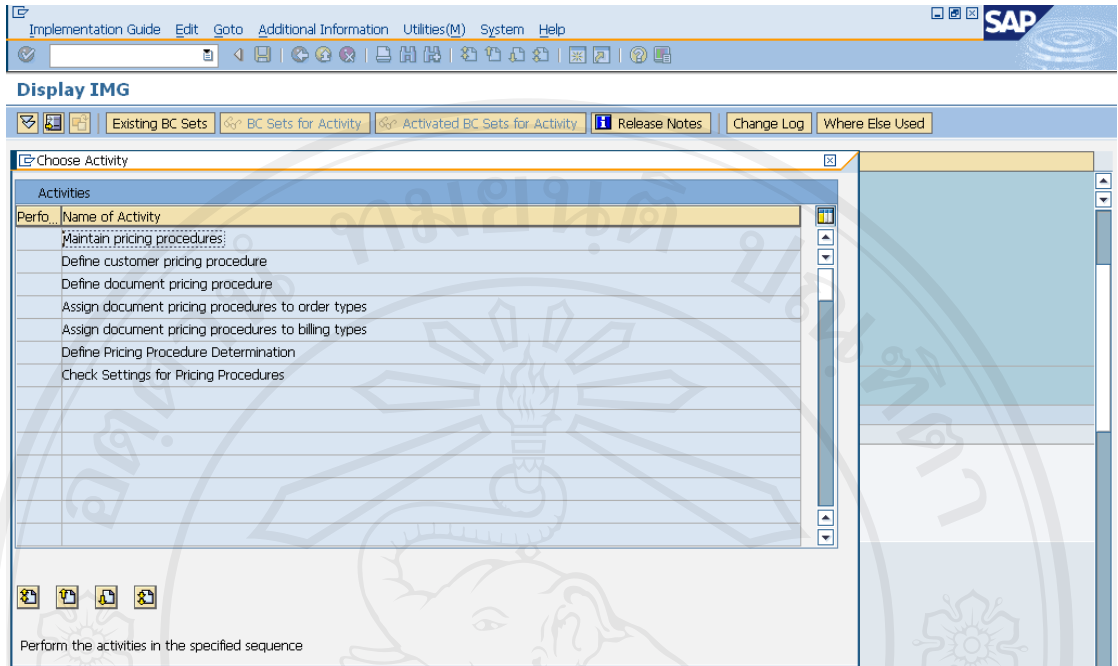 Implementation Guide Edit Goto Additional Information Utilities(M) System Help
SAP
Display IMG
Existing BC Sets BC Sets for Activity Activated BC Sets for Activity Release Notes Change Log Where Else Used
Choose Activity
Activities
Perfo... Name of Activity
Maintain pricing procedures
Define customer pricing procedure
Define document pricing procedure
Assign document pricing procedures to order types
Assign document pricing procedures to billing types
Define Pricing Procedure Determination
Check Settings for Pricing Procedures
Perform the activities in the specified sequence